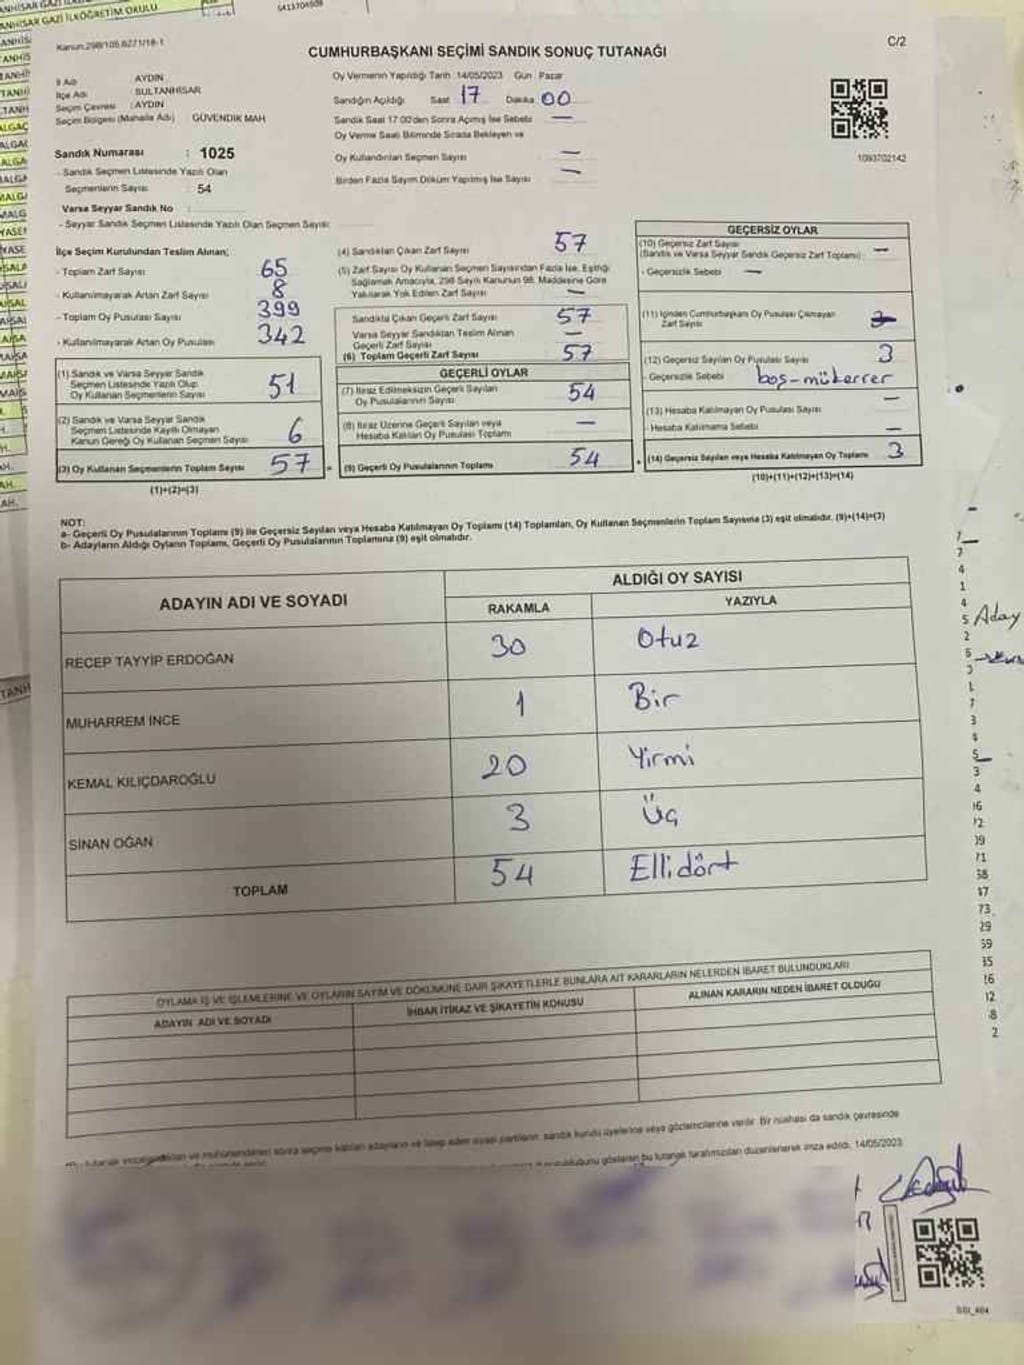 ANHİSAR GAZİ İLKÖĞRETİM OKULU
Kanun.298/105,6271/18-1
C/2
CUMHURBAŞKANI SEÇİMİ SANDIK SONUÇ TUTANAĞI
İl Adı : AYDIN
İlçe Adı : SULTANHİSAR
Seçim Çevresi : AYDIN
Seçim Bölgesi (Mahalle Adı) GÜVENDİK MAH
Oy Vermenin Yapıldığı Tarih :14/05/2023 Gün : Pazar
Sandığın Açıldığı Saat 17 Dakika 00
Sandık Saat 17:00'den Sonra Açılmış İse Sebebi —
Oy Verme Saati Bitiminde Sırada Bekleyen ve
Oy Kullandırılan Seçmen Sayısı —
Birden Fazla Sayım Döküm Yapılmış İse Sayısı —
1093702142
Sandık Numarası : 1025
- Sandık Seçmen Listesinde Yazılı Olan
Seçmenlerin Sayısı : 54
Varsa Seyyar Sandık No :
- Seyyar Sandık Seçmen Listesinde Yazılı Olan Seçmen Sayısı:
İlçe Seçim Kurulundan Teslim Alınan;
- Toplam Zarf Sayısı 65
- Kullanılmayarak Artan Zarf Sayısı 8
- Toplam Oy Pusulası Sayısı 399
- Kullanılmayarak Artan Oy Pusulası 342
(1) Sandık ve Varsa Seyyar Sandık
Seçmen Listesinde Yazılı Olup
Oy Kullanan Seçmenlerin Sayısı 51
(2) Sandık ve Varsa Seyyar Sandık
Seçmen Listesinde Kayıtlı Olmayan
Kanun Gereği Oy Kullanan Seçmen Sayısı 6
(3) Oy Kullanan Seçmenlerin Toplam Sayısı 57
(1)+(2)=(3)
(4) Sandıktan Çıkan Zarf Sayısı 57
(5) Zarf Sayısı Oy Kullanan Seçmen Sayısından Fazla İse, Eşitliği
Sağlamak Amacıyla, 298 Sayılı Kanunun 98. Maddesine Göre
Yakılarak Yok Edilen Zarf Sayısı —
Sandıkta Çıkan Geçerli Zarf Sayısı 57
Varsa Seyyar Sandıktan Teslim Alınan
Geçerli Zarf Sayısı —
(6) Toplam Geçerli Zarf Sayısı 57
GEÇERLİ OYLAR
(7) İtiraz Edilmeksizin Geçerli Sayılan
Oy Pusulalarının Sayısı 54
(8) İtiraz Üzerine Geçerli Sayılan veya
Hesaba Katılan Oy Pusulası Toplamı —
(9) Geçerli Oy Pusulalarının Toplamı 54
GEÇERSİZ OYLAR
(10) Geçersiz Zarf Sayısı
(Sandık ve Varsa Seyyar Sandık Geçersiz Zarf Toplamı) —
- Geçersizlik Sebebi —
(11) İçinden Cumhurbaşkanı Oy Pusulası Çıkmayan
Zarf Sayısı
(12) Geçersiz Sayılan Oy Pusulası Sayısı 3
- Geçersizlik Sebebi boş-mükerrer
(13) Hesaba Katılmayan Oy Pusulası Sayısı —
- Hesaba Katılmama Sebebi —
(14) Geçersiz Sayılan veya Hesaba Katılmayan Oy Toplamı 3
(10)+(11)+(12)+(13)=(14)
NOT:
a- Geçerli Oy Pusulalarının Toplamı (9) ile Geçersiz Sayılan veya Hesaba Katılmayan Oy Toplamı (14) Toplamları, Oy Kullanan Seçmenlerin Toplam Sayısına (3) eşit olmalıdır. (9)+(14)=(3)
b- Adayların Aldığı Oyların Toplamı, Geçerli Oy Pusulalarının Toplamına (9) eşit olmalıdır.
ADAYIN ADI VE SOYADI
ALDIĞI OY SAYISI
RAKAMLA YAZIYLA
RECEP TAYYİP ERDOĞAN 30 Otuz
MUHARREM İNCE 1 Bir
KEMAL KILIÇDAROĞLU 20 Yirmi
SİNAN OĞAN 3 Üç
TOPLAM 54 Ellidört
Aday
OYLAMA İŞ VE İŞLEMLERİNE VE OYLARIN SAYIM VE DÖKÜMÜNE DAİR ŞİKAYETLERLE BUNLARA AİT KARARLARIN NELERDEN İBARET BULUNDUKLARI
ADAYIN ADI VE SOYADI İHBAR İTİRAZ VE ŞİKAYETİN KONUSU ALINAN KARARIN NEDEN İBARET OLDUĞU
sonra seçime katılan adayların ve talep eden siyasi partilerin, sandık kurulu üyelerine veya gözlemcilerine verilir. Bir nüshası da sandık çevresinde
gösteren bu tutanak tarafımızdan düzenlenerek imza edildi. 14/05/2023